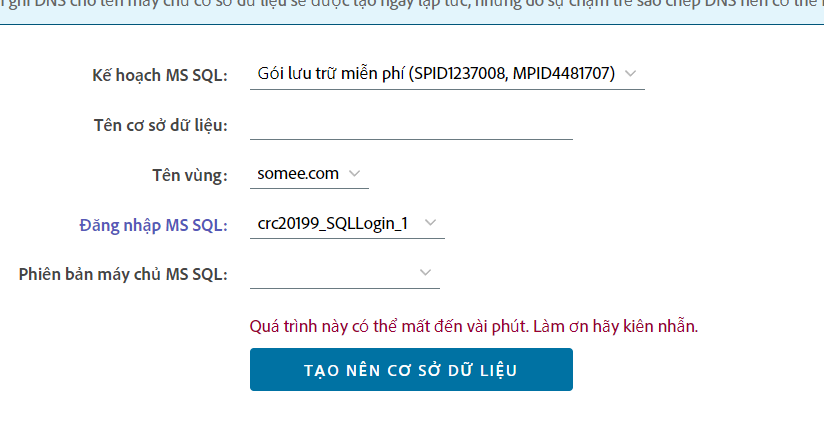 ghi DNS cho tên máy chủ cơ sở dữ liệu sẽ được tạo ngay lập tức, nhưng do sự chậm trễ sao chép DNS nên có thể
Kế hoạch MS SQL: Gói lưu trữ miễn phí (SPID1237008, MPID4481707)
Tên cơ sở dữ liệu:
Tên vùng: somee.com
Đăng nhập MS SQL: crc20199_SQLLogin_1
Phiên bản máy chủ MS SQL:
Quá trình này có thể mất đến vài phút. Làm ơn hãy kiên nhẫn.
TẠO NÊN CƠ SỞ DỮ LIỆU